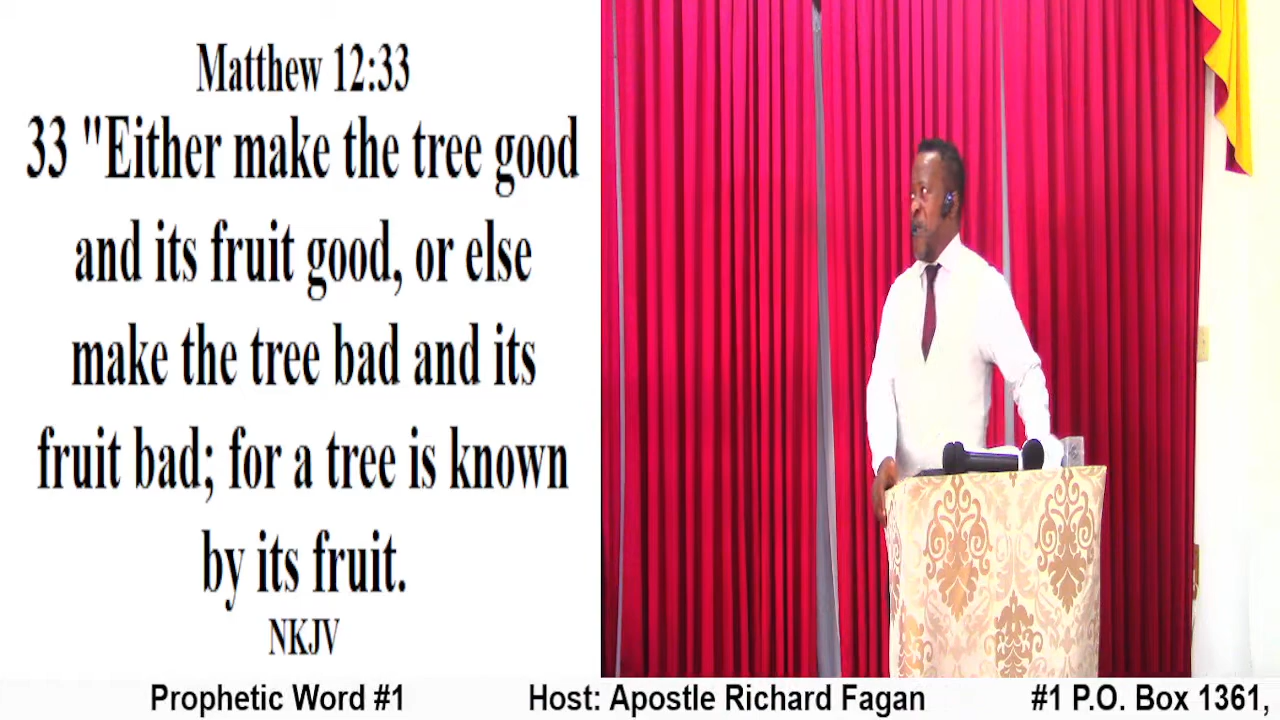 Matthew 12:33
33 "Either make the tree good
and its fruit good, or else
make the tree bad and its
fruit bad; for a tree is known
by its fruit.
NKJV
Prophetic Word #1 Host: Apostle Richard Fagan #1 P.O. Box 1361,